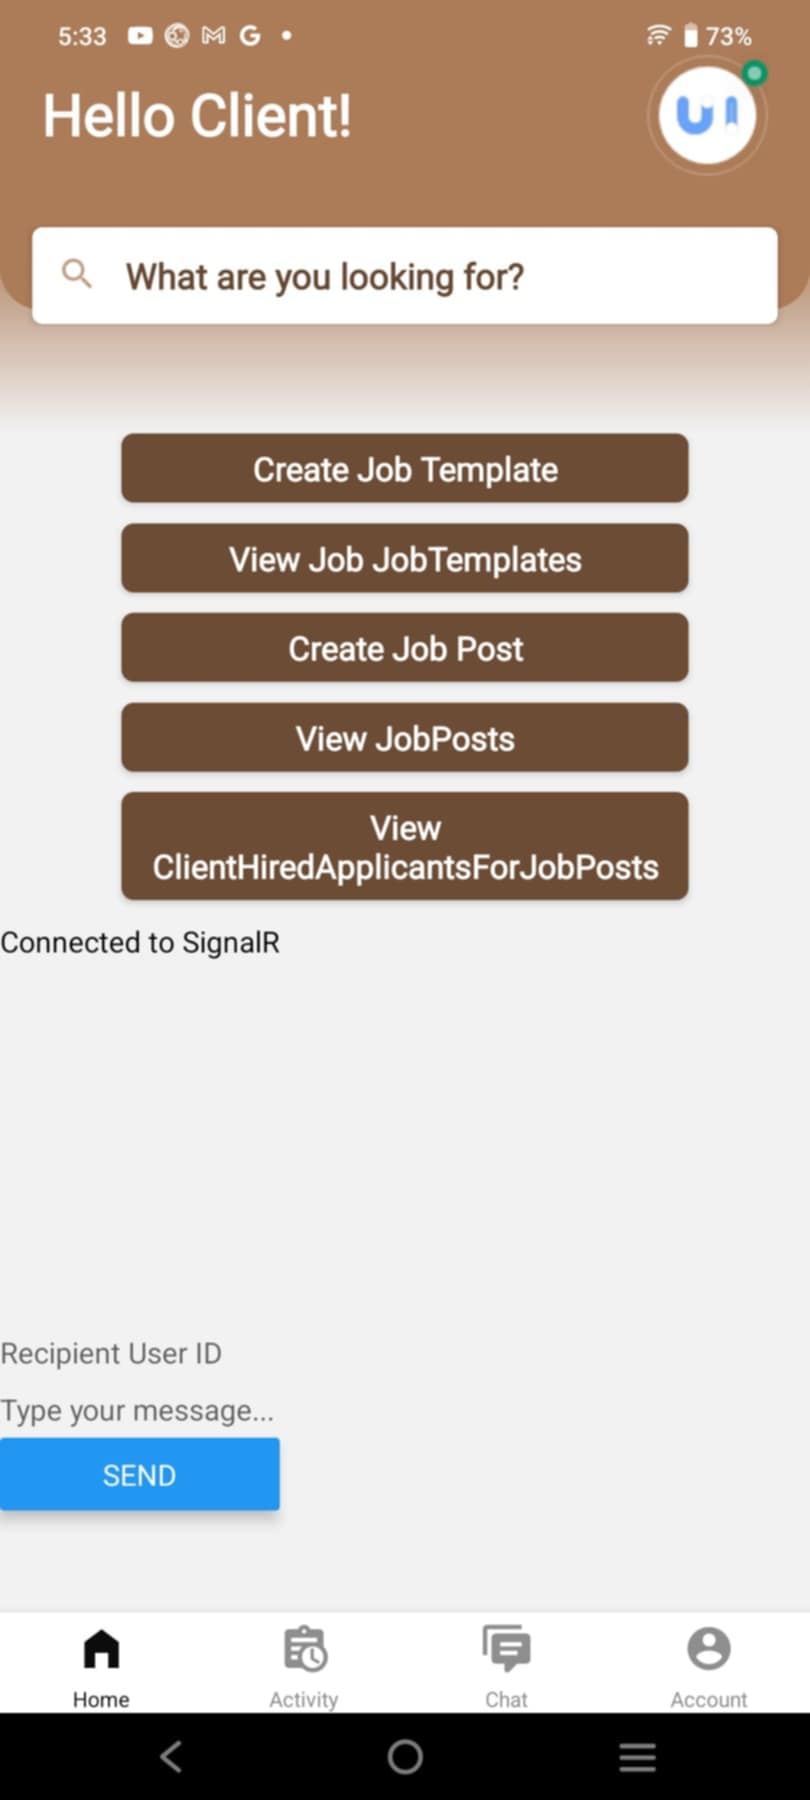 5:33
73%
Hello Client!
What are you looking for?
Create Job Template
View Job JobTemplates
Create Job Post
View JobPosts
View
ClientHiredApplicantsForJobPosts
Connected to SignalR
Recipient User ID
Type your message...
SEND
Home
Activity
Chat
Account